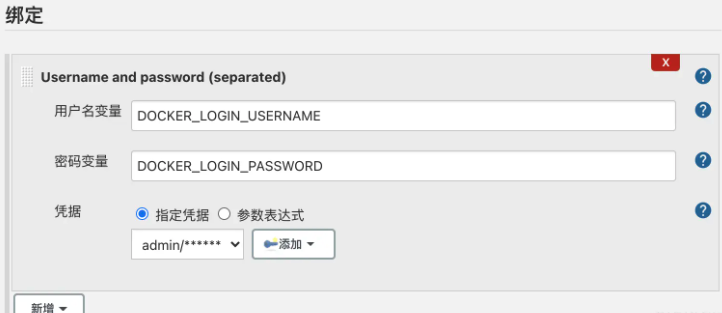 绑定
X
Username and password (separated)
?
用户名变量
DOCKER_LOGIN_USERNAME
?
密码变量
DOCKER_LOGIN_PASSWORD
?
凭据
指定凭据 参数表达式
?
admin/******
添加
新增